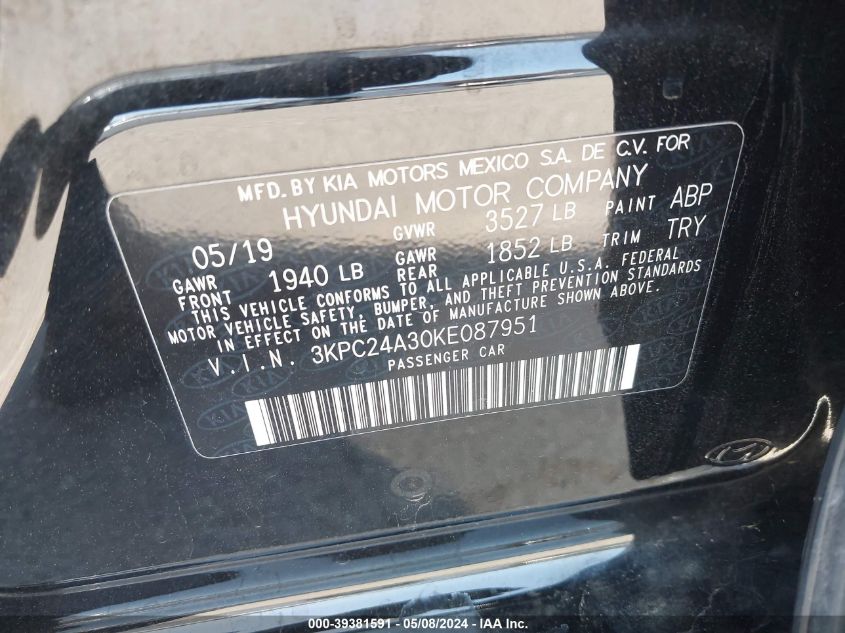 MFD. BY KIA MOTORS MEXICO S.A. DE C.V. FOR
HYUNDAI MOTOR COMPANY
05/19 GVWR 3527 LB PAINT ABP
GAWR FRONT 1940 LB GAWR REAR 1852 LB TRIM TRY
THIS VEHICLE CONFORMS TO ALL APPLICABLE U.S.A. FEDERAL
MOTOR VEHICLE SAFETY, BUMPER, AND THEFT PREVENTION STANDARDS
IN EFFECT ON THE DATE OF MANUFACTURE SHOWN ABOVE.
V.I.N. 3KPC24A30KE087951
PASSENGER CAR
000-39381591 - 05/08/2024 - IAA Inc.